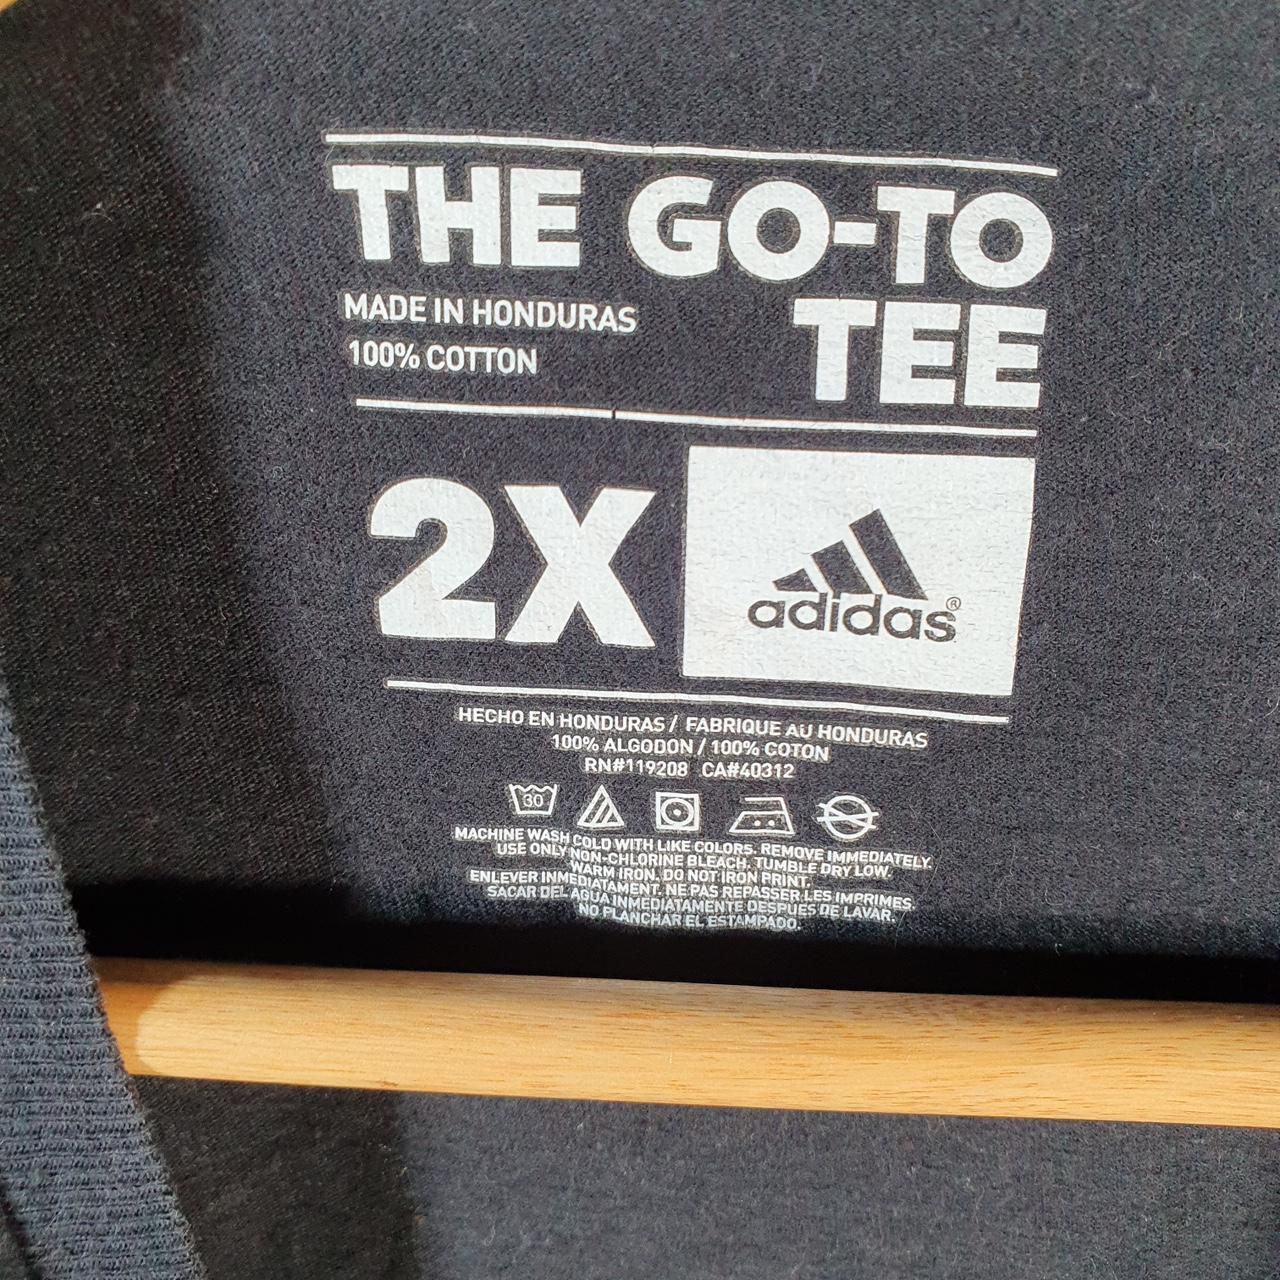 THE GO-TO
TEE
MADE IN HONDURAS
100% COTTON
2X
adidas®
HECHO EN HONDURAS / FABRIQUE AU HONDURAS
100% ALGODON / 100% COTON
RN#119208 CA#40312
30
MACHINE WASH COLD WITH LIKE COLORS. REMOVE IMMEDIATELY.
USE ONLY NON-CHLORINE BLEACH. TUMBLE DRY LOW.
WARM IRON. DO NOT IRON PRINT.
ENLEVER INMEDIATAMENT. NE PAS REPASSER LES IMPRIMES.
SACAR DEL AGUA INMEDIATAMENTE DESPUES DE LAVAR.
NO PLANCHAR EL ESTAMPADO.